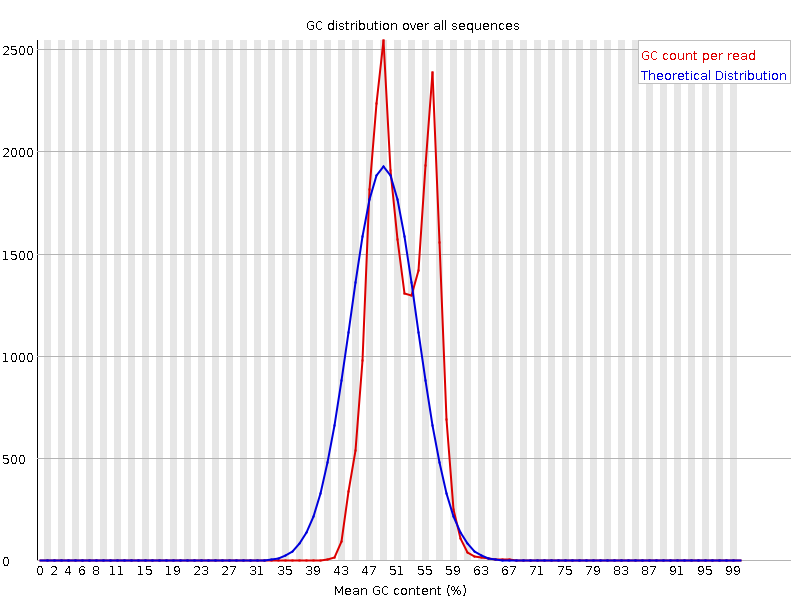 GC distribution over all sequences
GC count per read
Theoretical Distribution
2500
2000
1500
1000
500
0
0 2 4 6 8 11 15 19 23 27 31 35 39 43 47 51 55 59 63 67 71 75 79 83 87 91 95 99
Mean GC content (%)